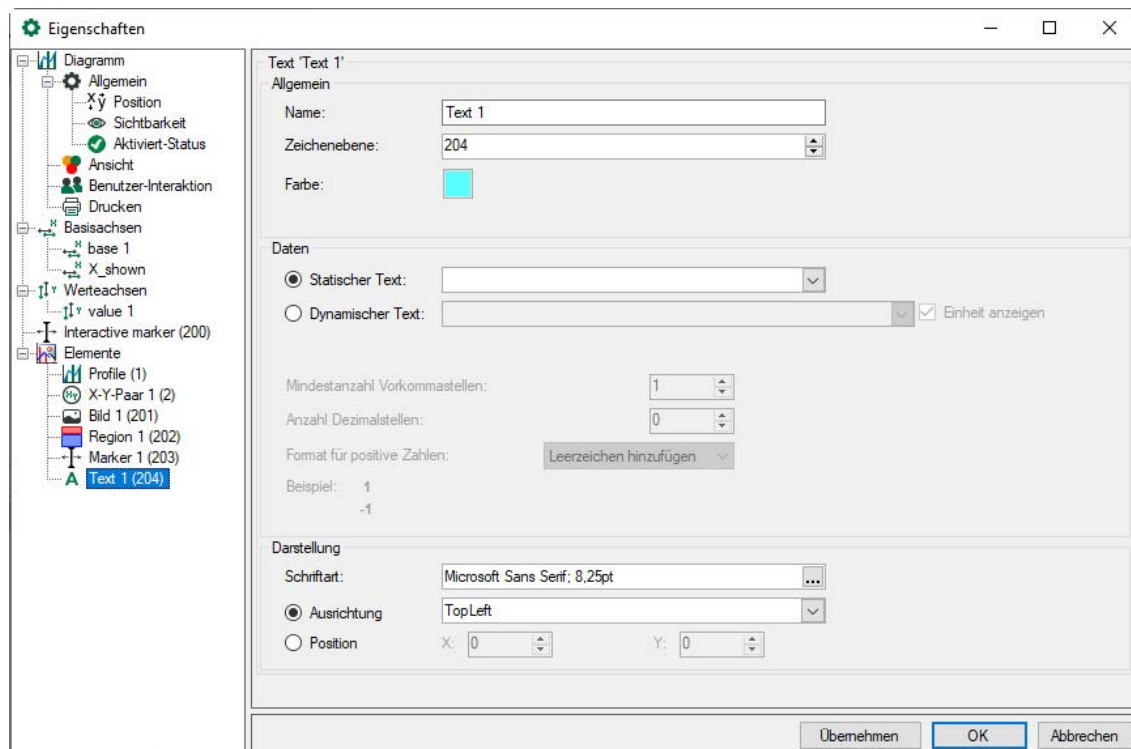 Eigenschaften
Diagramm
Allgemein
Position
Sichtbarkeit
Aktiviert-Status
Ansicht
Benutzer-Interaktion
Drucken
Basisachsen
base 1
X_shown
Werteachsen
value 1
Interactive marker (200)
Elemente
Profile (1)
X-Y-Paar 1 (2)
Bild 1 (201)
Region 1 (202)
Marker 1 (203)
A Text 1 (204)
Text 'Text 1'
Allgemein
Name: Text 1
Zeichenebene: 204
Farbe:
Daten
Statischer Text:
Dynamischer Text: Einheit anzeigen
Mindestanzahl Vorkommastellen: 1
Anzahl Dezimalstellen: 0
Format für positive Zahlen: Leerzeichen hinzufügen
Beispiel: 1
-1
Darstellung
Schriftart: Microsoft Sans Serif; 8,25pt ...
Ausrichtung TopLeft
Position X: 0 Y: 0
Übernehmen OK Abbrechen